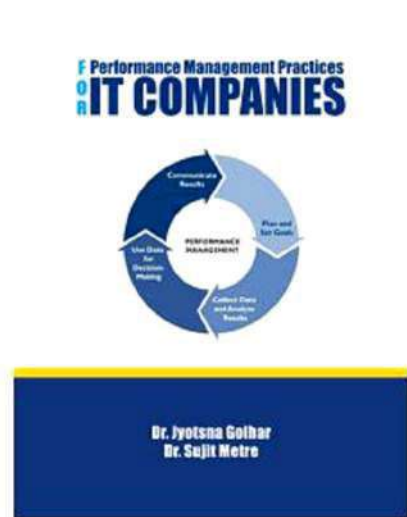 Performance Management Practices
FOR
IT COMPANIES
Communicate
Results
Plan and
Set Goals
PERFORMANCE
MANAGEMENT
Use Data
for
Decision-
Making
Collect Data
and Analyze
Results
Dr. Jyotsna Golhar
Dr. Sujit Metre